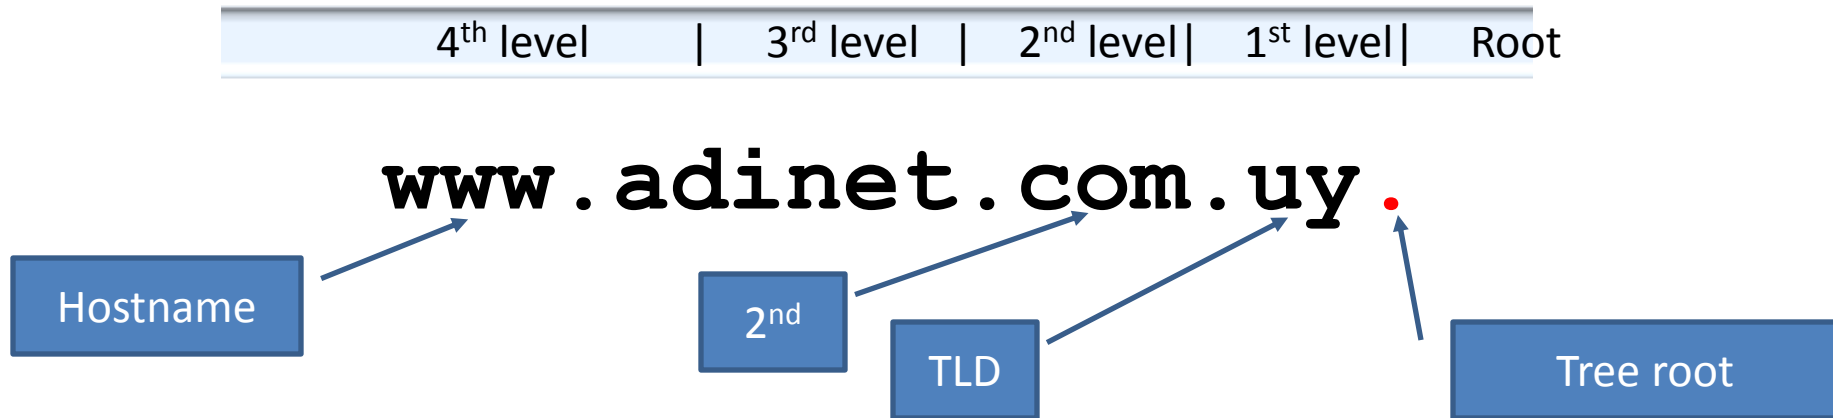 4th level | 3rd level | 2nd level| 1st level| Root
www.adinet.com.uy.
Hostname
2nd
TLD
Tree root